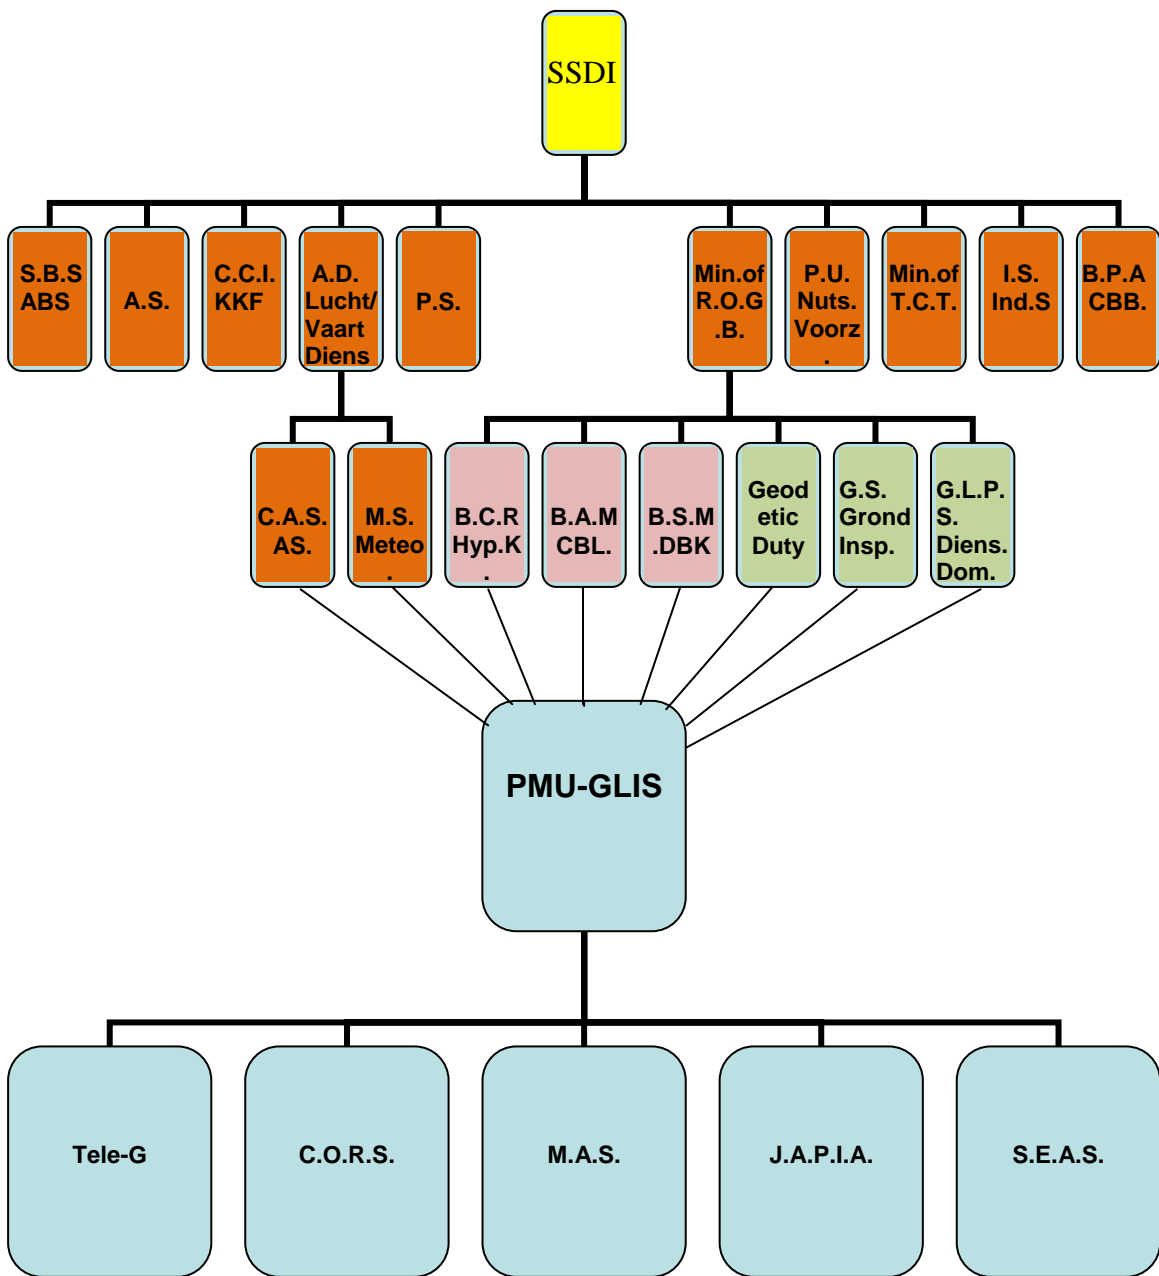 SSDI
S.B.S
ABS
A.S.
C.C.I.
KKF
A.D.
Lucht/
Vaart
Diens
P.S.
Min.of
R.O.G
.B.
P.U.
Nuts.
Voorz
.
Min.of
T.C.T.
I.S.
Ind.S
B.P.A
CBB.
C.A.S.
AS.
M.S.
Meteo
.
B.C.R
Hyp.K
.
B.A.M
CBL.
B.S.M
.DBK
Geod
etic
Duty
G.S.
Grond
Insp.
G.L.P.
S.
Diens.
Dom.
PMU-GLIS
Tele-G
C.O.R.S.
M.A.S.
J.A.P.I.A.
S.E.A.S.